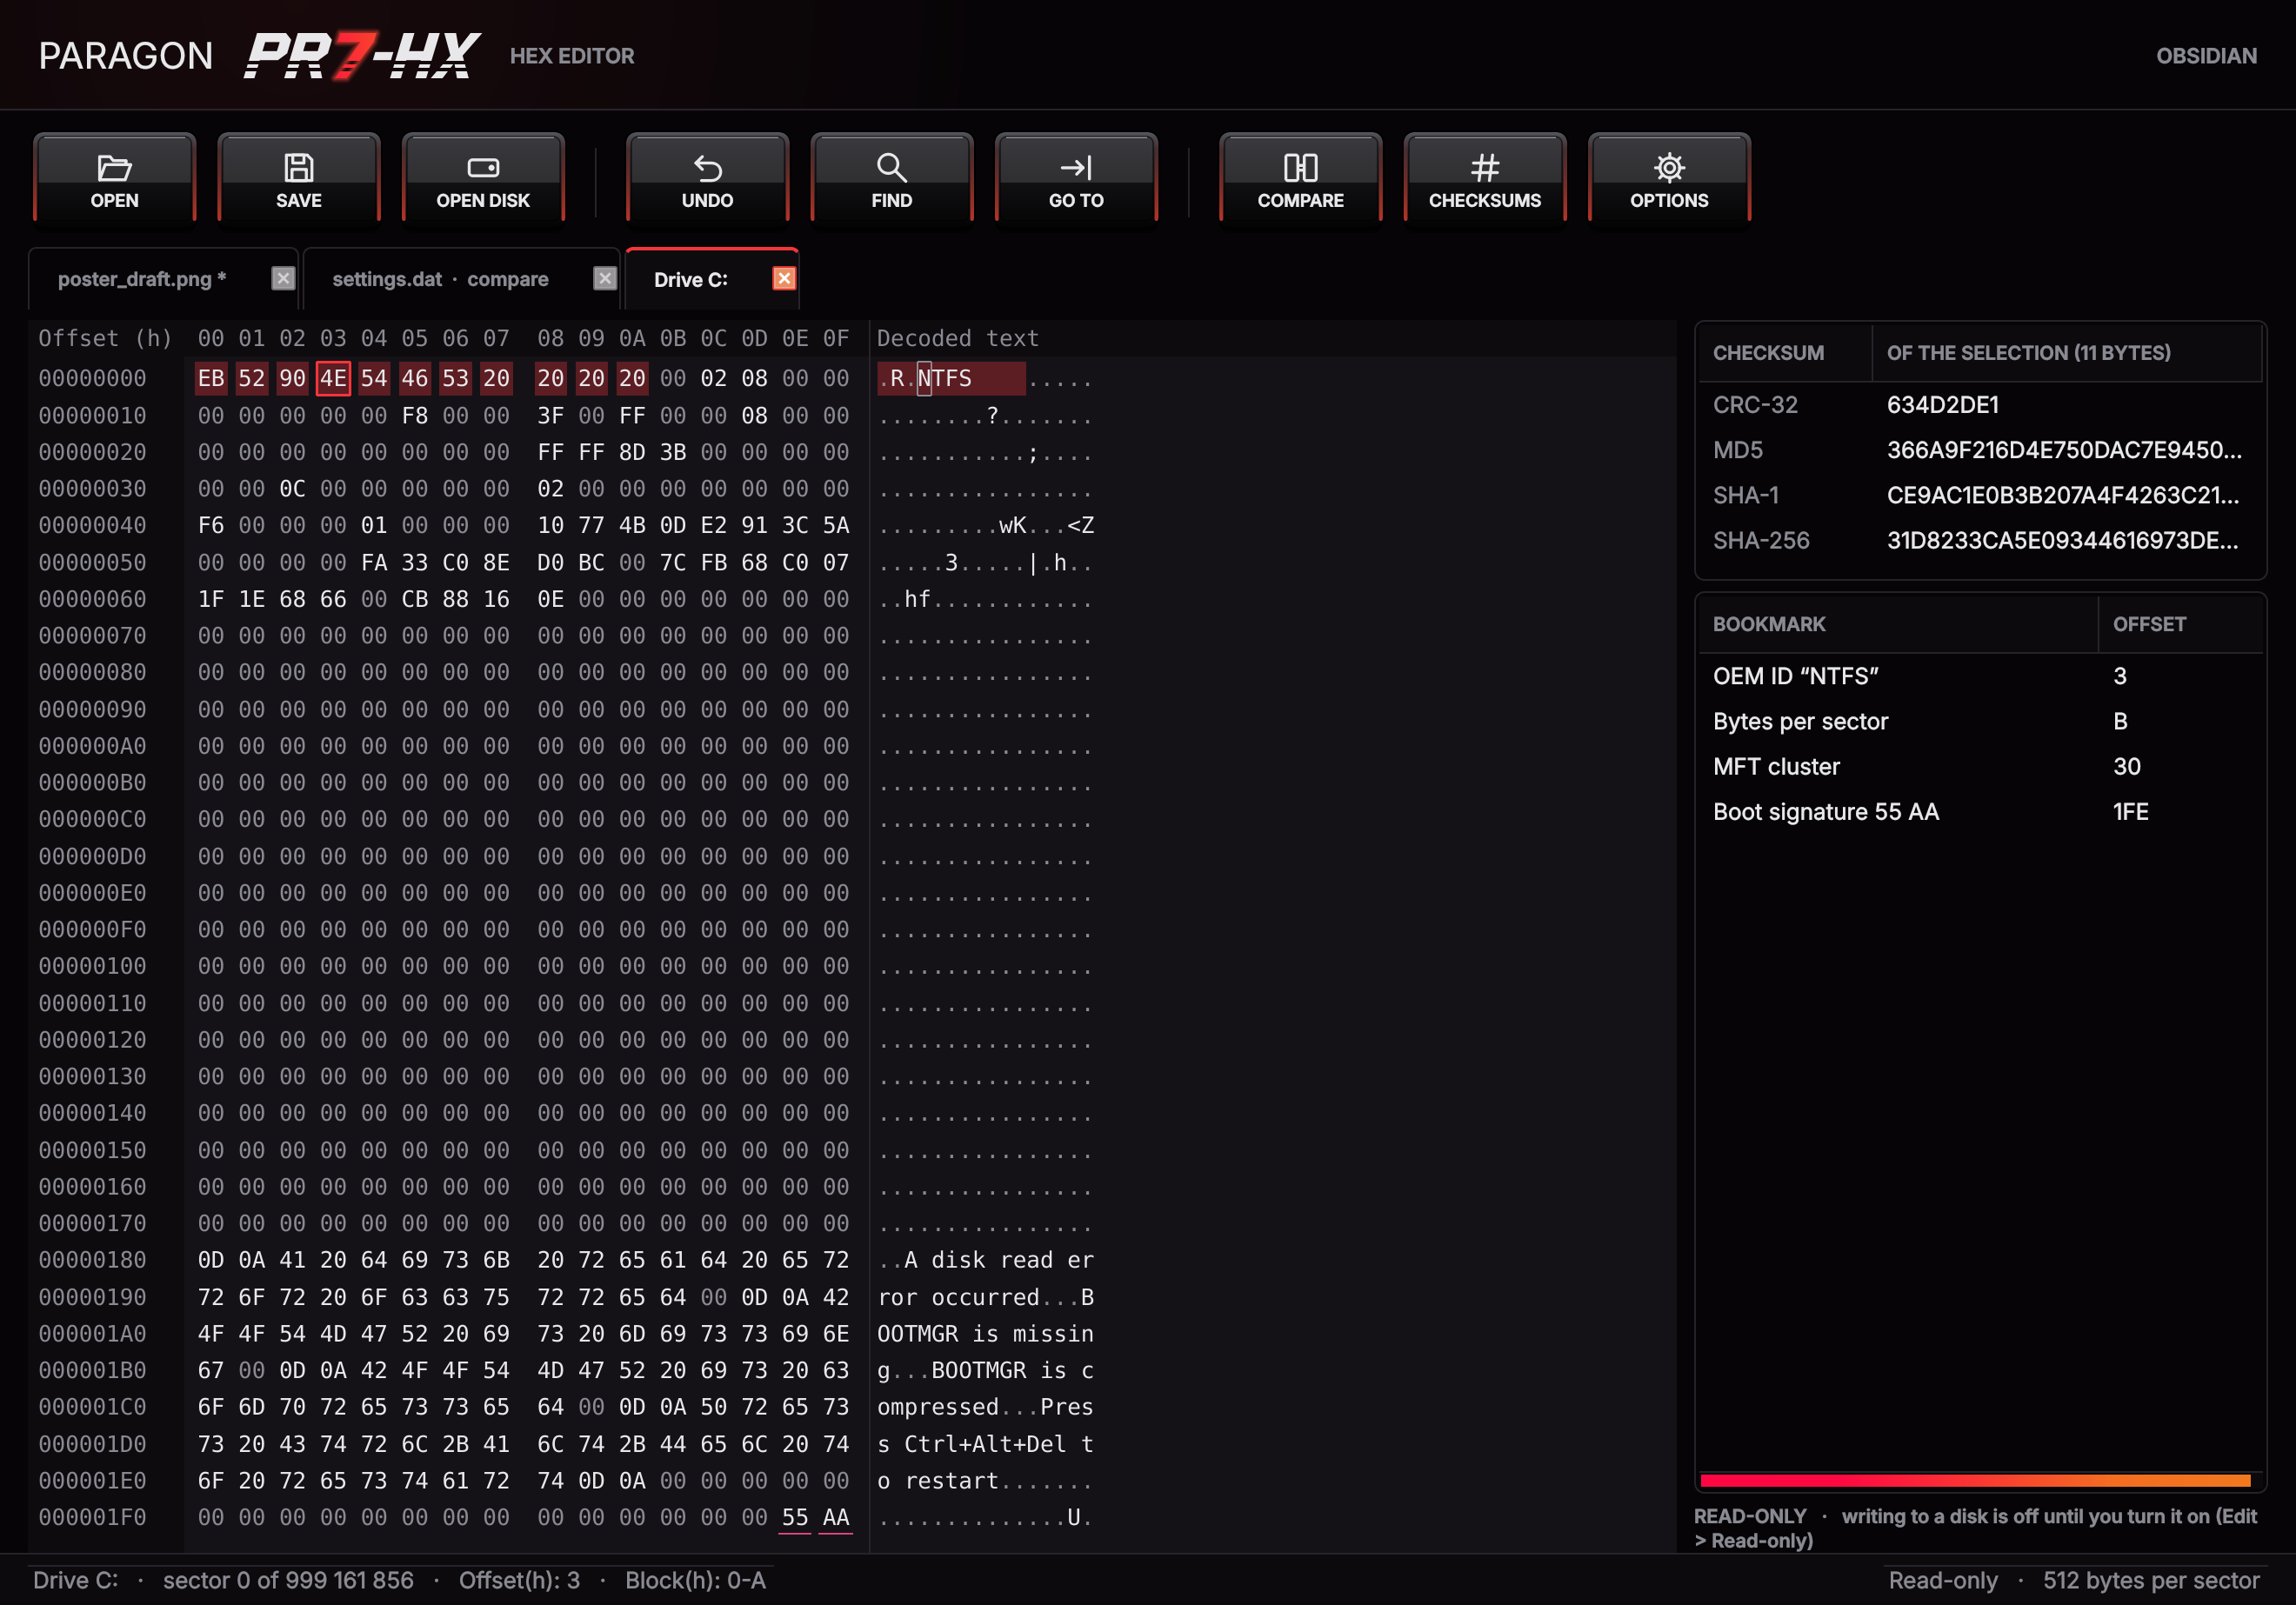 PARAGON PR7-HX HEX EDITOR OBSIDIAN
OPEN SAVE OPEN DISK UNDO FIND GO TO COMPARE CHECKSUMS OPTIONS
poster_draft.png * settings.dat · compare Drive C:
Offset (h) 00 01 02 03 04 05 06 07 08 09 0A 0B 0C 0D 0E 0F Decoded text
00000000 EB 52 90 4E 54 46 53 20 20 20 20 00 02 08 00 00 .R.NTFS    .....
00000010 00 00 00 00 00 F8 00 00 3F 00 FF 00 00 08 00 00 ........?.......
00000020 00 00 00 00 00 00 00 00 FF FF 8D 3B 00 00 00 00 ...........;....
00000030 00 00 0C 00 00 00 00 00 02 00 00 00 00 00 00 00 ................
00000040 F6 00 00 00 01 00 00 00 10 77 4B 0D E2 91 3C 5A .........wK...<Z
00000050 00 00 00 00 FA 33 C0 8E D0 BC 00 7C FB 68 C0 07 .....3.....|.h..
00000060 1F 1E 68 66 00 CB 88 16 0E 00 00 00 00 00 00 00 ..hf............
00000070 00 00 00 00 00 00 00 00 00 00 00 00 00 00 00 00 ................
00000080 00 00 00 00 00 00 00 00 00 00 00 00 00 00 00 00 ................
00000090 00 00 00 00 00 00 00 00 00 00 00 00 00 00 00 00 ................
000000A0 00 00 00 00 00 00 00 00 00 00 00 00 00 00 00 00 ................
000000B0 00 00 00 00 00 00 00 00 00 00 00 00 00 00 00 00 ................
000000C0 00 00 00 00 00 00 00 00 00 00 00 00 00 00 00 00 ................
000000D0 00 00 00 00 00 00 00 00 00 00 00 00 00 00 00 00 ................
000000E0 00 00 00 00 00 00 00 00 00 00 00 00 00 00 00 00 ................
000000F0 00 00 00 00 00 00 00 00 00 00 00 00 00 00 00 00 ................
00000100 00 00 00 00 00 00 00 00 00 00 00 00 00 00 00 00 ................
00000110 00 00 00 00 00 00 00 00 00 00 00 00 00 00 00 00 ................
00000120 00 00 00 00 00 00 00 00 00 00 00 00 00 00 00 00 ................
00000130 00 00 00 00 00 00 00 00 00 00 00 00 00 00 00 00 ................
00000140 00 00 00 00 00 00 00 00 00 00 00 00 00 00 00 00 ................
00000150 00 00 00 00 00 00 00 00 00 00 00 00 00 00 00 00 ................
00000160 00 00 00 00 00 00 00 00 00 00 00 00 00 00 00 00 ................
00000170 00 00 00 00 00 00 00 00 00 00 00 00 00 00 00 00 ................
00000180 0D 0A 41 20 64 69 73 6B 20 72 65 61 64 20 65 72 ..A disk read er
00000190 72 6F 72 20 6F 63 63 75 72 72 65 64 00 0D 0A 42 ror occurred...B
000001A0 4F 4F 54 4D 47 52 20 69 73 20 6D 69 73 73 69 6E OOTMGR is missin
000001B0 67 00 0D 0A 42 4F 4F 54 4D 47 52 20 69 73 20 63 g...BOOTMGR is c
000001C0 6F 6D 70 72 65 73 73 65 64 00 0D 0A 50 72 65 73 ompressed...Pres
000001D0 73 20 43 74 72 6C 2B 41 6C 74 2B 44 65 6C 20 74 s Ctrl+Alt+Del t
000001E0 6F 20 72 65 73 74 61 72 74 0D 0A 00 00 00 00 00 o restart.......
000001F0 00 00 00 00 00 00 00 00 00 00 00 00 00 00 55 AA ..............U.
CHECKSUM OF THE SELECTION (11 BYTES)
CRC-32 634D2DE1
MD5 366A9F216D4E750DAC7E9450...
SHA-1 CE9AC1E0B3B207A4F4263C21...
SHA-256 31D8233CA5E09344616973DE...
BOOKMARK OFFSET
OEM ID “NTFS” 3
Bytes per sector B
MFT cluster 30
Boot signature 55 AA 1FE
READ-ONLY · writing to a disk is off until you turn it on (Edit
> Read-only)
Drive C: · sector 0 of 999 161 856 · Offset(h): 3 · Block(h): 0-A Read-only · 512 bytes per sector